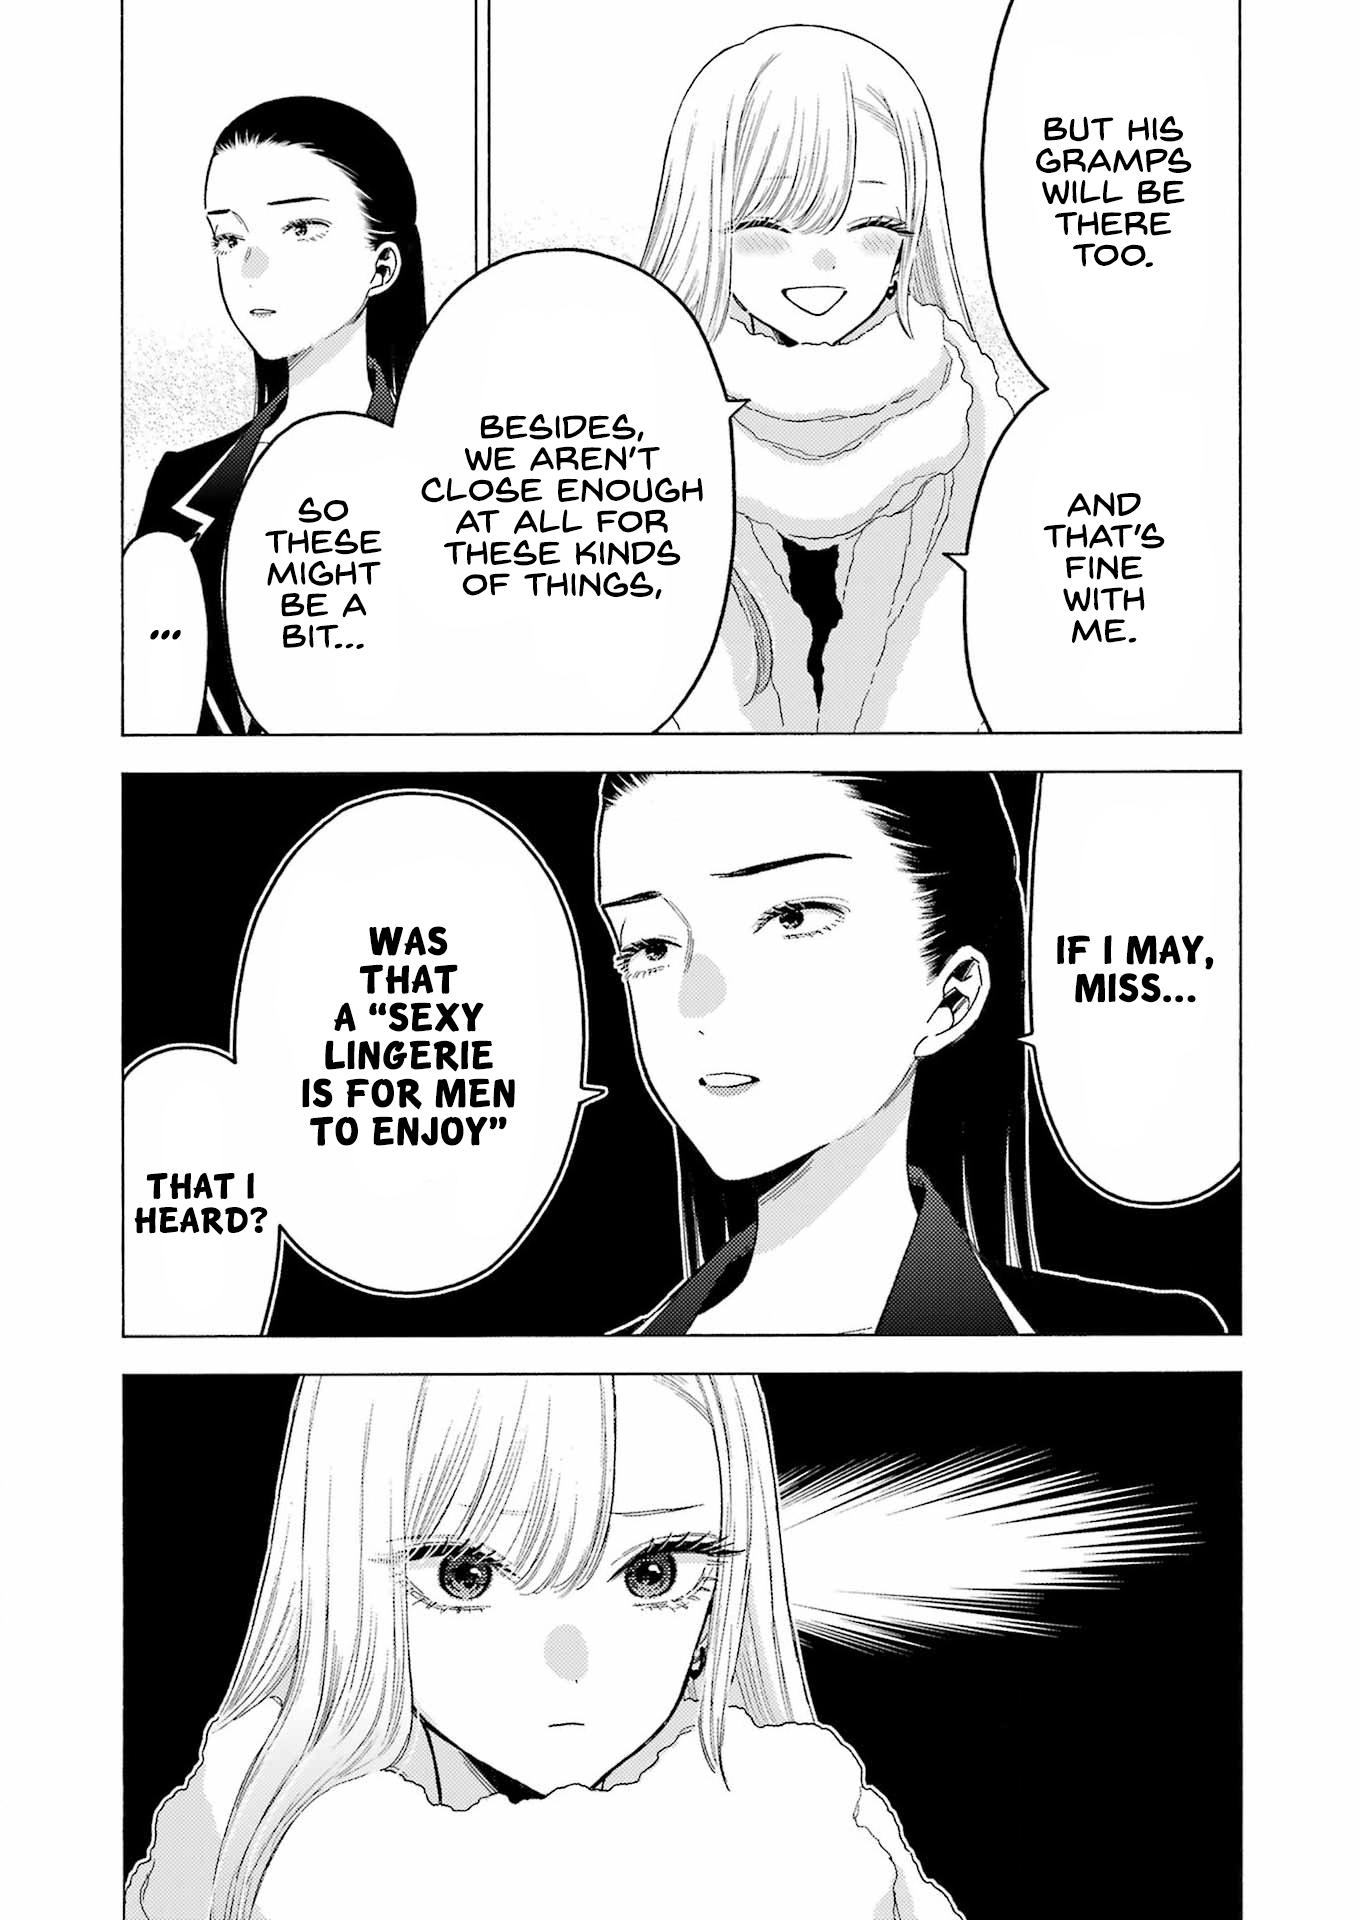 BUT HIS
GRAMPS
WILL BE
THERE
TOO.
AND
THAT'S
FINE
WITH
ME.
BESIDES,
WE AREN'T
CLOSE ENOUGH
AT ALL FOR
THESE KINDS
OF THINGS,
SO
THESE
MIGHT
BE A
BIT...
...
IF I MAY,
MISS...
WAS
THAT
A “SEXY
LINGERIE
IS FOR MEN
TO ENJOY”
THAT I
HEARD?